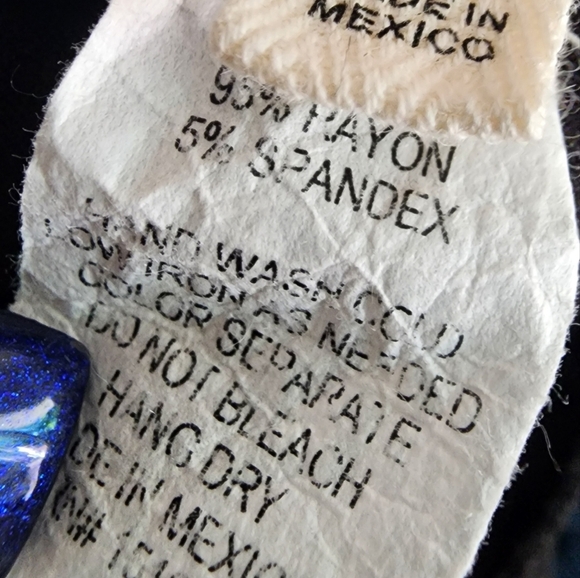 DE IN
MEXICO
95% RAYON
5% SPANDEX
HAND WASH COLD
LOW IRON AS NEEDED
COLOR SEPARATE
DO NOT BLEACH
HANG DRY
DE IN MEXIC